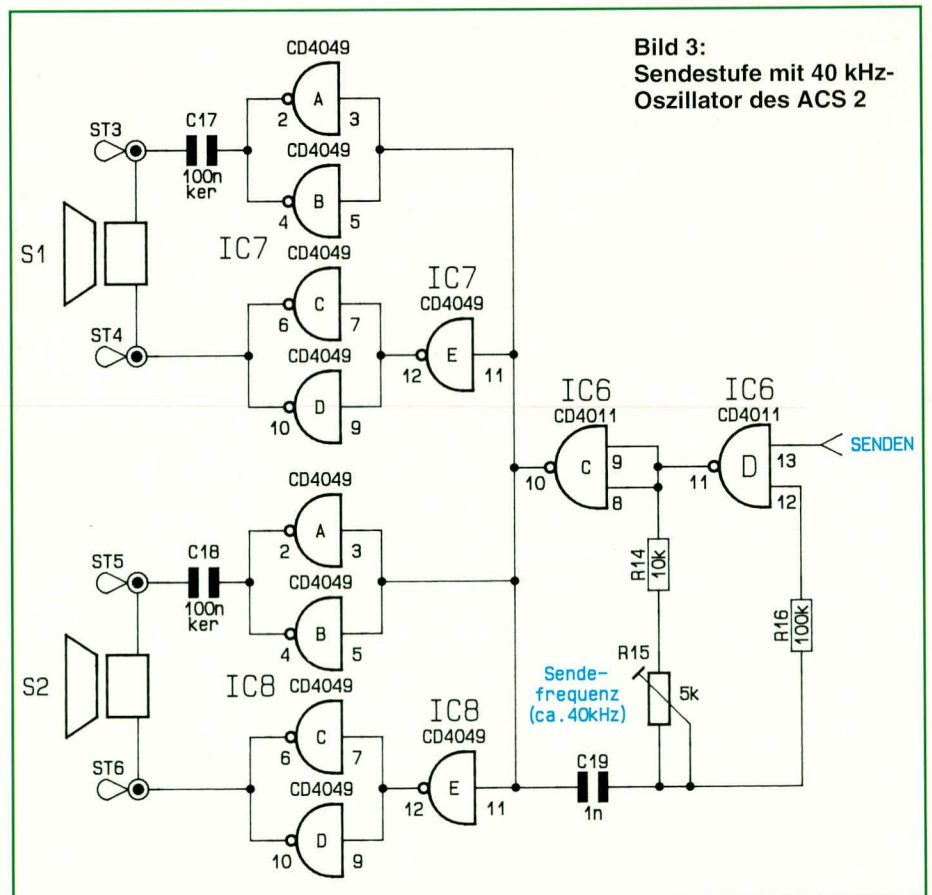 Bild 3:
Sendestufe mit 40 kHz-
Oszillator des ACS 2
CD4049
A
2
3
ST3
C17
100n
ker
CD4049
B
4
5
S1
IC7
CD4049
C
6
7
IC7
CD4049
E
12
11
ST4
CD4049
D
10
9
IC6
CD4011
C
10
9
8
IC6
CD4011
D
11
13
12
SENDEN
CD4049
A
2
3
ST5
C18
100n
ker
CD4049
B
4
5
R14
10k
R16
100k
S2
IC8
CD4049
C
6
7
IC8
CD4049
E
12
11
Sende-
frequenz
(ca.40kHz)
R15
5k
ST6
CD4049
D
10
9
C19
1n